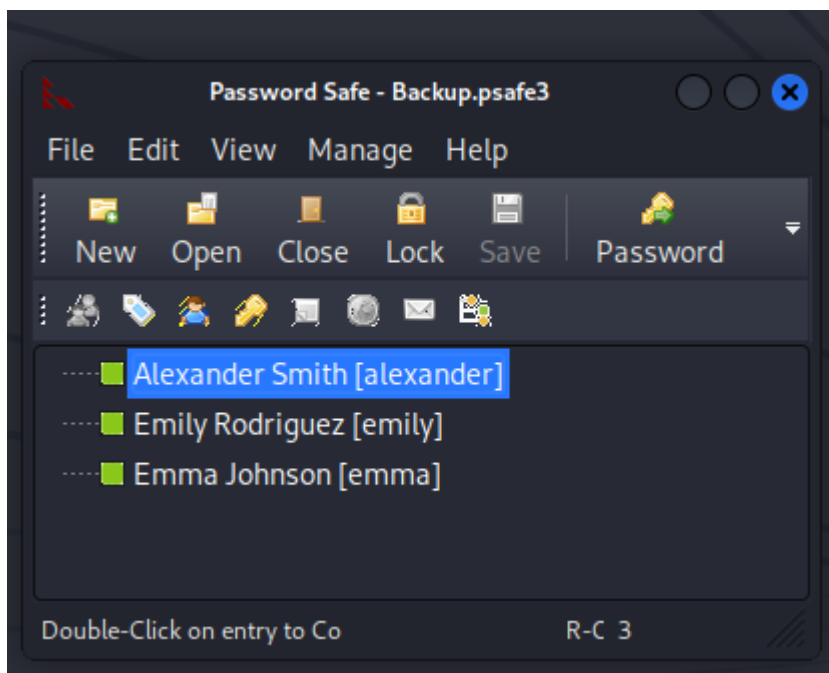 Password Safe - Backup.psafe3
File Edit View Manage Help
New Open Close Lock Save Password
Alexander Smith [alexander]
Emily Rodriguez [emily]
Emma Johnson [emma]
Double-Click on entry to Co R-C 3